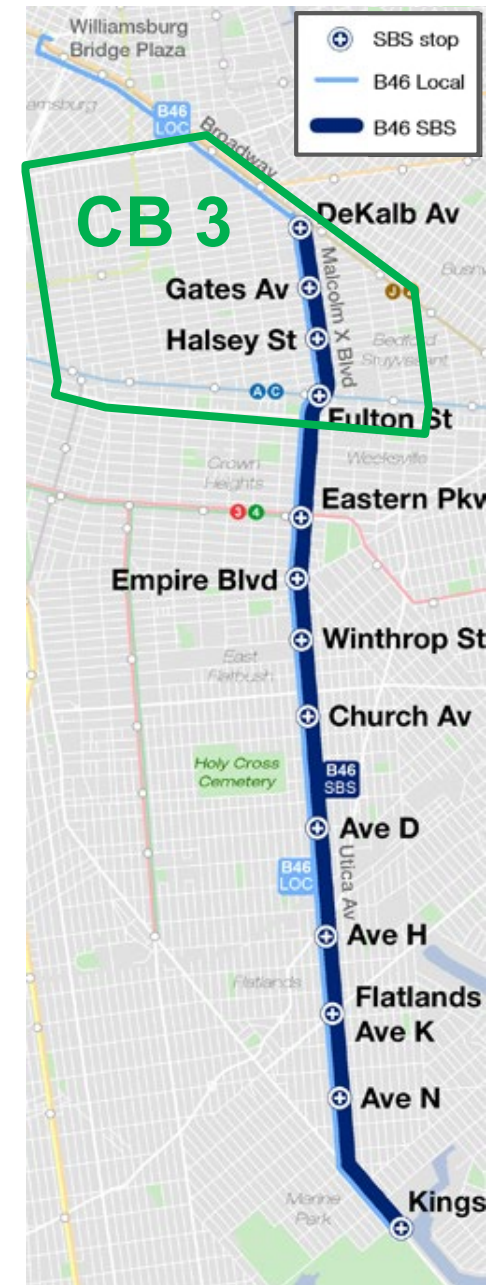 Williamsburg
Bridge Plaza
SBS stop
B46 Local
B46 SBS
amsburg
B46
LOC
Broadway
CB 3
DeKalb Av
Bushw
Gates Av
J
Malcolm X Blvd
Halsey St
Bedford
Stuyvesant
A C
Fulton St
Crown
Heights
Weeksville
3 4
Eastern Pkw
Empire Blvd
Winthrop St
East
Flatbush
Church Av
Holy Cross
Cemetery
B46
SBS
Ave D
B46
LOC
Utica Av
Ave H
Flatlands
Flatlands
Ave K
Ave N
Marine
Park
Kings